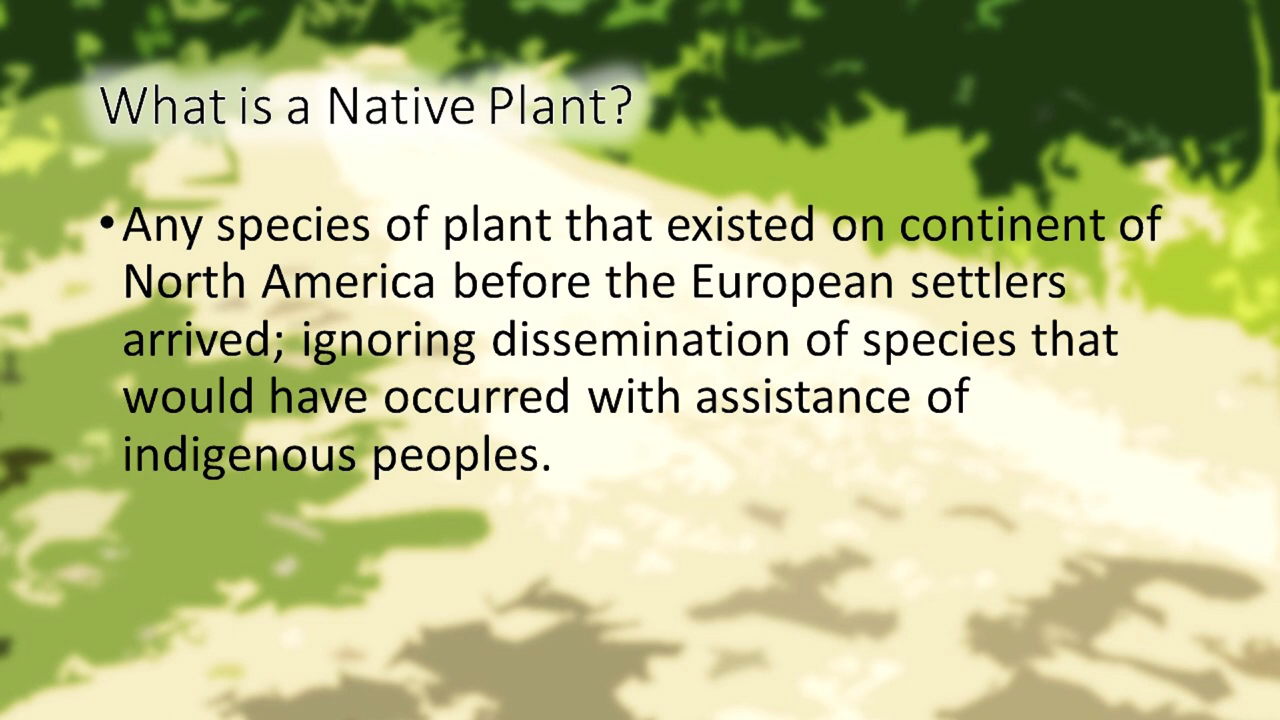 What is a Native Plant?
•Any species of plant that existed on continent of
North America before the European settlers
arrived; ignoring dissemination of species that
would have occurred with assistance of
indigenous peoples.